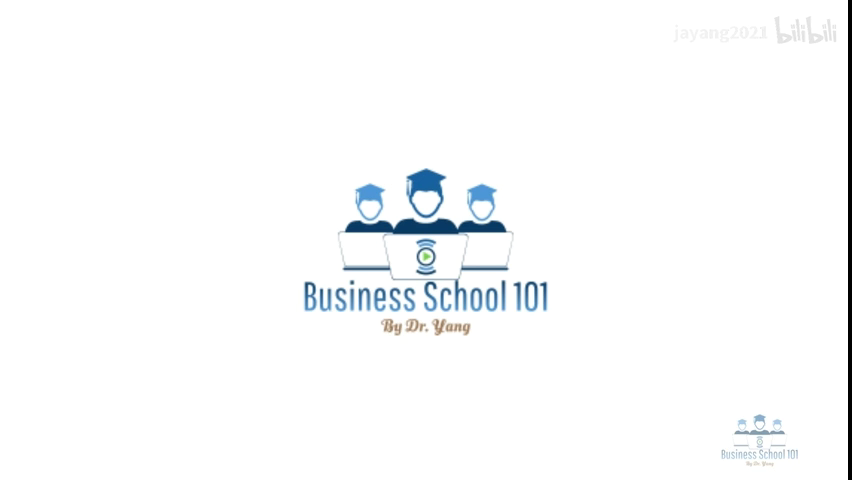 jayang2021 bilibili
Business School 101
By Dr. Yang
Business School 101
By Dr. Yang